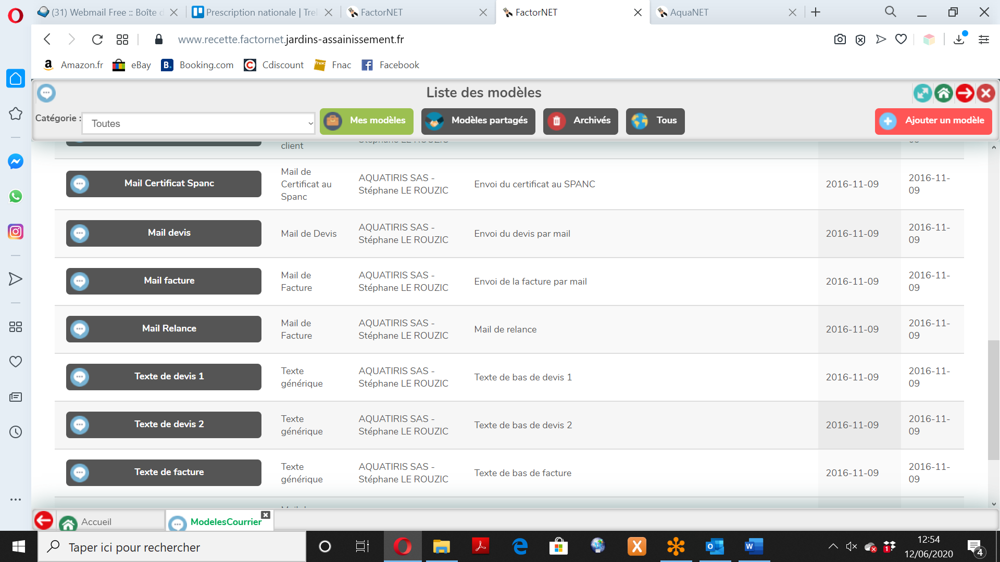 (31) Webmail Free :: Boîte d
Prescription nationale | Trel
FactorNET
FactorNET
AquaNET
www.recette.factornet.jardins-assainissement.fr
Amazon.fr
eBay
Booking.com
Cdiscount
Fnac
Facebook
Liste des modèles
Catégorie :
Toutes
Mes modèles
Modèles partagés
Archivés
Tous
Ajouter un modèle
client
Mail Certificat Spanc
Mail de
Certificat au
Spanc
AQUATIRIS SAS -
Stéphane LE ROUZIC
Envoi du certificat au SPANC
2016-11-09
2016-11-
09
Mail devis
Mail de Devis
AQUATIRIS SAS -
Stéphane LE ROUZIC
Envoi du devis par mail
2016-11-09
2016-11-
09
Mail facture
Mail de
Facture
AQUATIRIS SAS -
Stéphane LE ROUZIC
Envoi de la facture par mail
2016-11-09
2016-11-
09
Mail Relance
Mail de
Facture
AQUATIRIS SAS -
Stéphane LE ROUZIC
Mail de relance
2016-11-09
2016-11-
09
Texte de devis 1
Texte
générique
AQUATIRIS SAS -
Stéphane LE ROUZIC
Texte de bas de devis 1
2016-11-09
2016-11-
09
Texte de devis 2
Texte
générique
AQUATIRIS SAS -
Stéphane LE ROUZIC
Texte de bas de devis 2
2016-11-09
2016-11-
09
Texte de facture
Texte
générique
AQUATIRIS SAS -
Stéphane LE ROUZIC
Texte de bas de facture
2016-11-09
2016-11-
09
Accueil
ModelesCourrier
Taper ici pour rechercher
12:54
12/06/2020
4